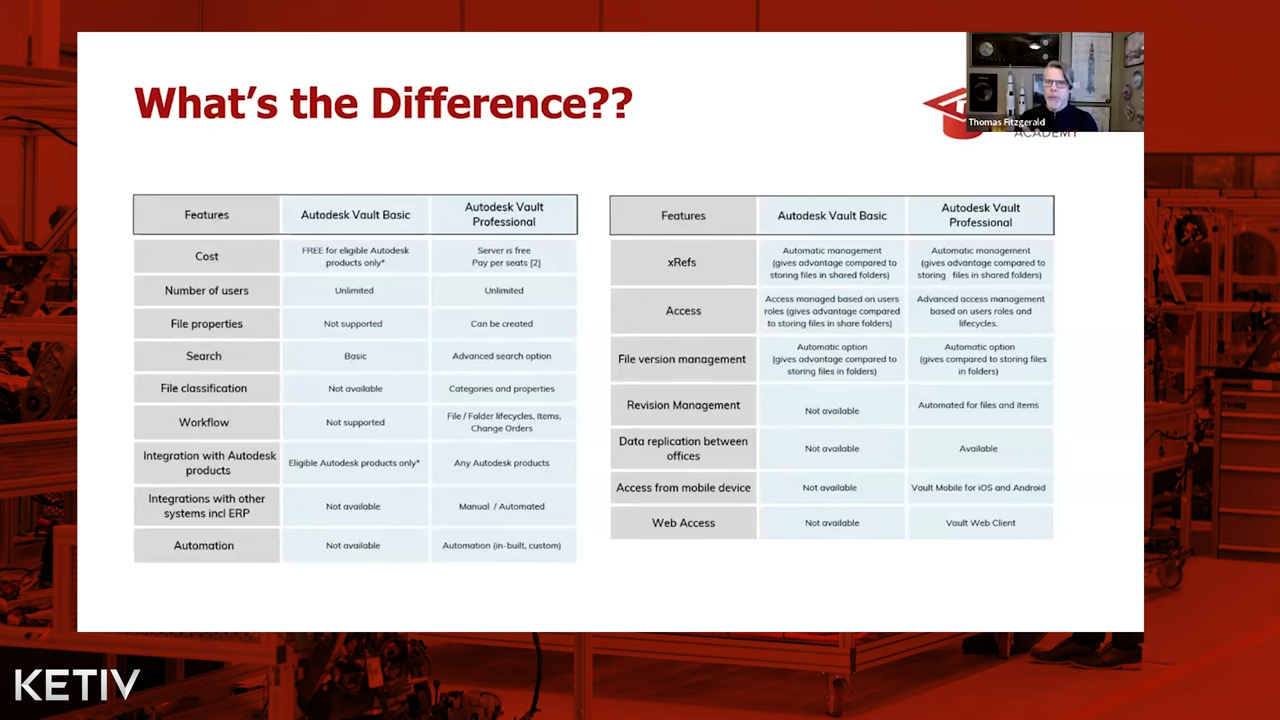 What's the Difference??
Thomas Fitzgerald
ACADEMY
Features
Autodesk Vault Basic
Autodesk Vault
Professional
Cost
FREE for eligible Autodesk
products only*
Server is free
Pay per seats [2]
Number of users
Unlimited
Unlimited
File properties
Not supported
Can be created
Search
Basic
Advanced search option
File classification
Not available
Categories and properties
Workflow
Not supported
File / Folder lifecycles, Items,
Change Orders
Integration with Autodesk
products
Eligible Autodesk products only*
Any Autodesk products
Integrations with other
systems incl ERP
Not available
Manual / Automated
Automation
Not available
Automation (in-built, custom)
Features
Autodesk Vault Basic
Autodesk Vault
Professional
xRefs
Automatic management
(gives advantage compared to
storing files in shared folders)
Automatic management
(gives advantage compared to
storing files in shared folders)
Access
Access managed based on users
roles (gives advantage compared
to storing files in share folders)
Advanced access management
based on users roles and
lifecycles.
File version management
Automatic option
(gives advantage compared to
storing files in folders)
Automatic option
(gives compared to storing files
in folders)
Revision Management
Not available
Automated for files and items
Data replication between
offices
Not available
Available
Access from mobile device
Not available
Vault Mobile for iOS and Android
Web Access
Not available
Vault Web Client
KETIV